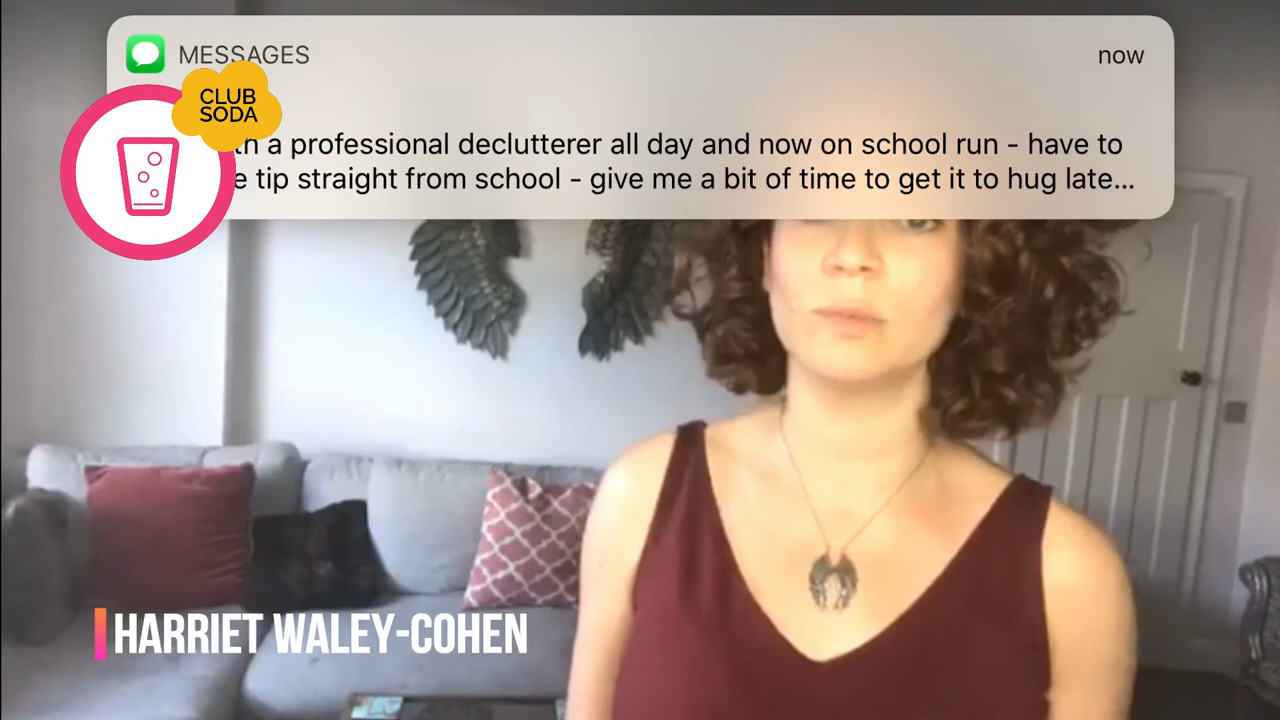 MESSAGES
now
CLUB
SODA
a professional declutterer all day and now on school run - have to
tip straight from school - give me a bit of time to get it to hug late...
HARRIET WALEY-COHEN